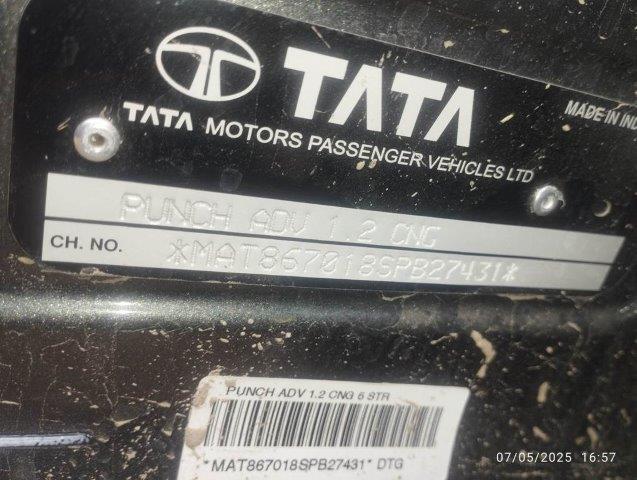 TATA
MADE IN
TATA MOTORS PASSENGER VEHICLES LTD
PUNCH ADV 1.2 CNG
CH. NO. *MAT867018SPB27431*
PUNCH ADV 1.2 CNG 5 STR
*MAT867018SPB27431* DTG
07/05/2025 16:57